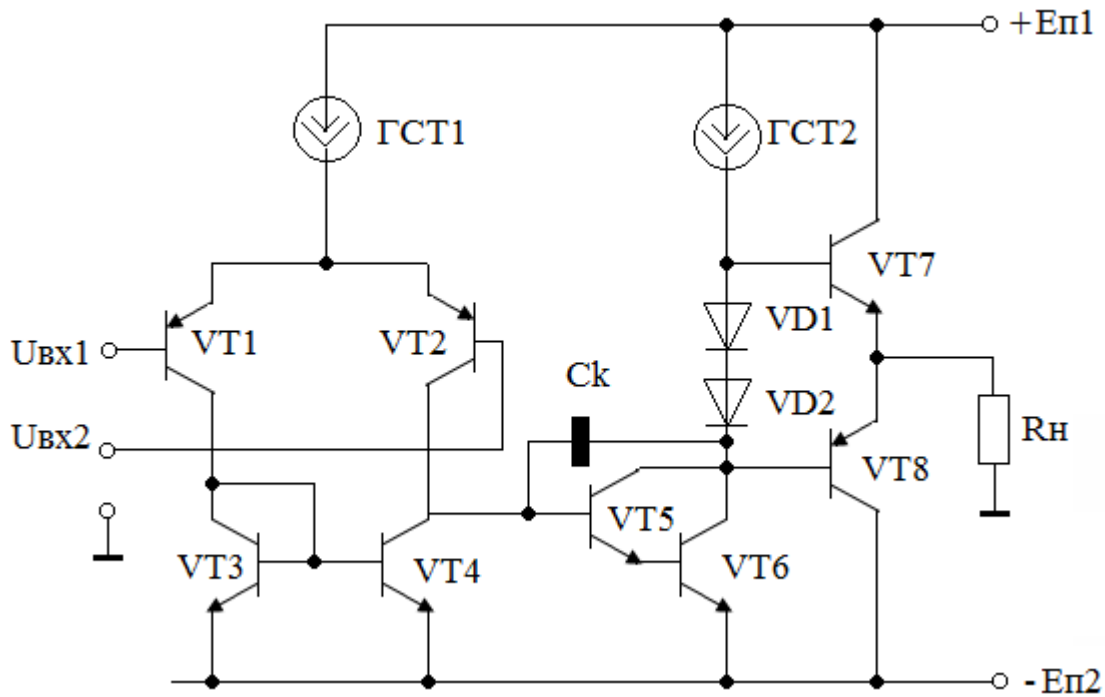 +Eп1
ГСТ1
ГСТ2
VT7
VT1
VT2
VD1
Uвх1
Ck
VD2
Uвх2
Rн
VT8
VT5
VT3
VT4
VT6
- Eп2